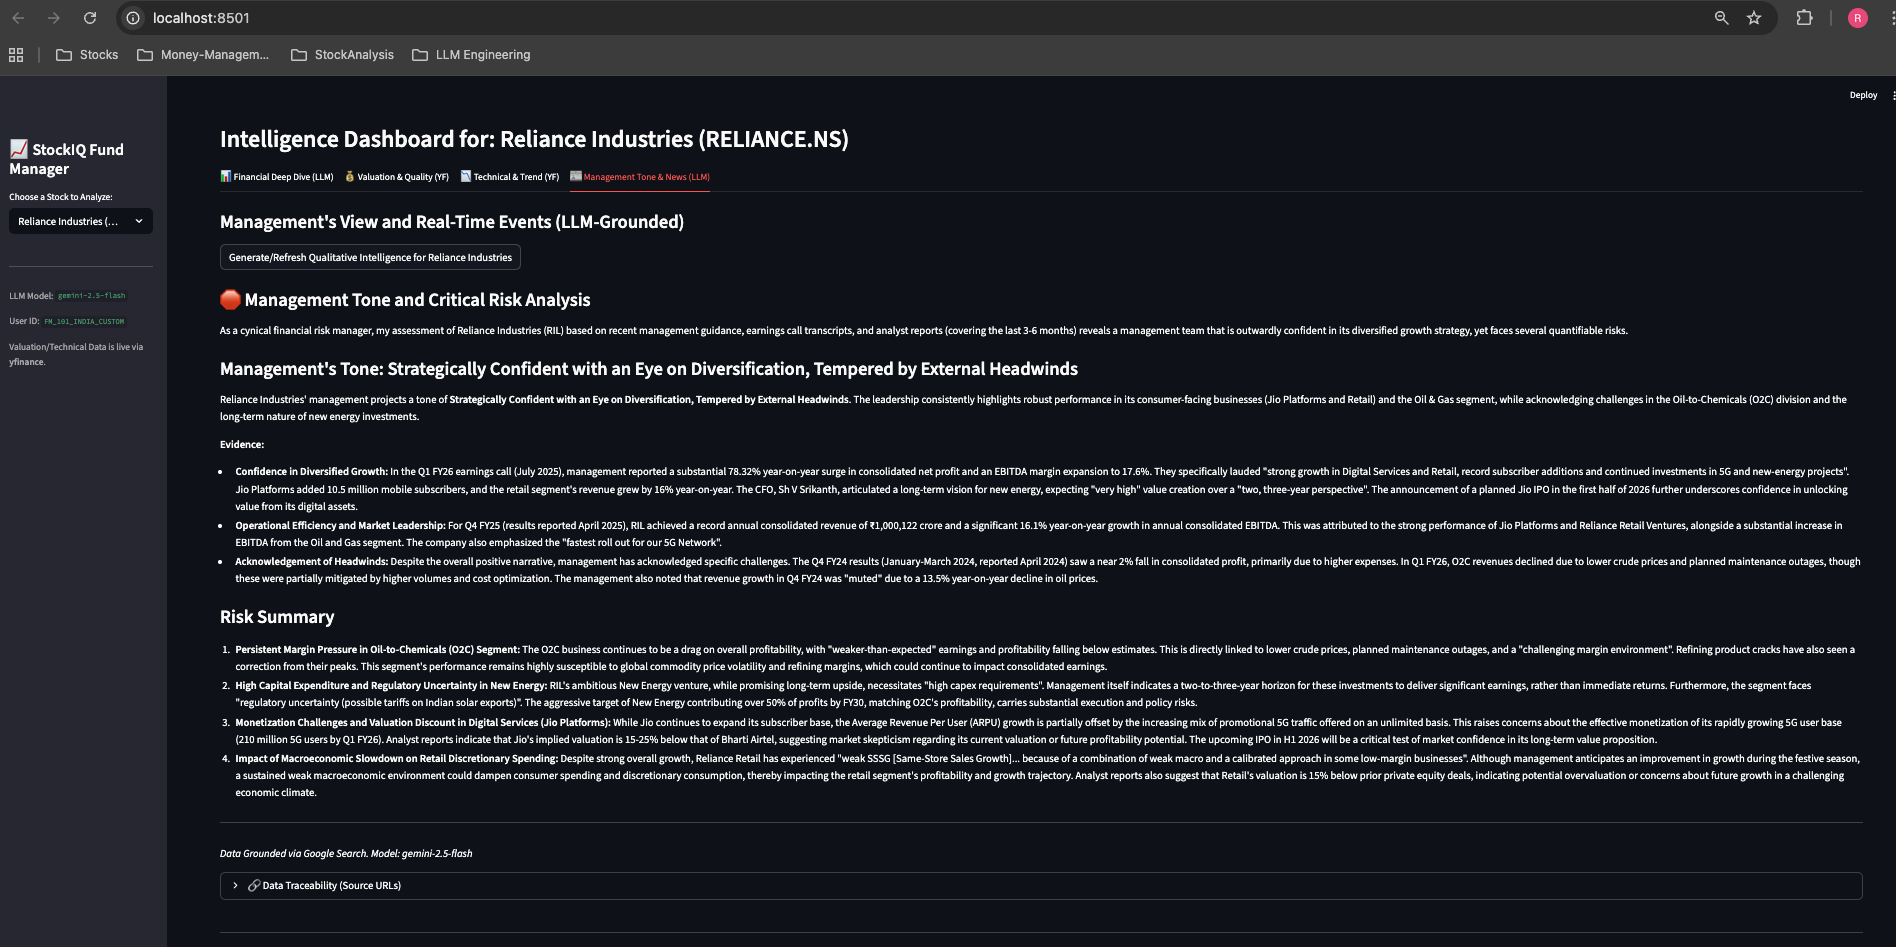 localhost:8501
R
Stocks
Money-Managem...
StockAnalysis
LLM Engineering
Deploy
📈 StockIQ Fund
Manager
Choose a Stock to Analyze:
Reliance Industries (...
LLM Model: gemini-2.5-flash
User ID: FM_101_INDIA_CUSTOM
Valuation/Technical Data is live via
yfinance.
Intelligence Dashboard for: Reliance Industries (RELIANCE.NS)
📊 Financial Deep Dive (LLM) 💰 Valuation & Quality (YF) 📉 Technical & Trend (YF) 📰 Management Tone & News (LLM)
Management's View and Real-Time Events (LLM-Grounded)
Generate/Refresh Qualitative Intelligence for Reliance Industries
🛑 Management Tone and Critical Risk Analysis
As a cynical financial risk manager, my assessment of Reliance Industries (RIL) based on recent management guidance, earnings call transcripts, and analyst reports (covering the last 3-6 months) reveals a management team that is outwardly confident in its diversified growth strategy, yet faces several quantifiable risks.
Management's Tone: Strategically Confident with an Eye on Diversification, Tempered by External Headwinds
Reliance Industries' management projects a tone of Strategically Confident with an Eye on Diversification, Tempered by External Headwinds. The leadership consistently highlights robust performance in its consumer-facing businesses (Jio Platforms and Retail) and the Oil & Gas segment, while acknowledging challenges in the Oil-to-Chemicals (O2C) division and the
long-term nature of new energy investments.
Evidence:
• Confidence in Diversified Growth: In the Q1 FY26 earnings call (July 2025), management reported a substantial 78.32% year-on-year surge in consolidated net profit and an EBITDA margin expansion to 17.6%. They specifically lauded "strong growth in Digital Services and Retail, record subscriber additions and continued investments in 5G and new-energy projects".
Jio Platforms added 10.5 million mobile subscribers, and the retail segment's revenue grew by 16% year-on-year. The CFO, Sh V Srikanth, articulated a long-term vision for new energy, expecting "very high" value creation over a "two, three-year perspective". The announcement of a planned Jio IPO in the first half of 2026 further underscores confidence in unlocking
value from its digital assets.
• Operational Efficiency and Market Leadership: For Q4 FY25 (results reported April 2025), RIL achieved a record annual consolidated revenue of ₹1,000,122 crore and a significant 16.1% year-on-year growth in annual consolidated EBITDA. This was attributed to the strong performance of Jio Platforms and Reliance Retail Ventures, alongside a substantial increase in
EBITDA from the Oil and Gas segment. The company also emphasized the "fastest roll out for our 5G Network".
• Acknowledgement of Headwinds: Despite the overall positive narrative, management has acknowledged specific challenges. The Q4 FY24 results (January-March 2024, reported April 2024) saw a near 2% fall in consolidated profit, primarily due to higher expenses. In Q1 FY26, O2C revenues declined due to lower crude prices and planned maintenance outages, though
these were partially mitigated by higher volumes and cost optimization. The management also noted that revenue growth in Q4 FY24 was "muted" due to a 13.5% year-on-year decline in oil prices.
Risk Summary
1. Persistent Margin Pressure in Oil-to-Chemicals (O2C) Segment: The O2C business continues to be a drag on overall profitability, with "weaker-than-expected" earnings and profitability falling below estimates. This is directly linked to lower crude prices, planned maintenance outages, and a "challenging margin environment". Refining product cracks have also seen a
correction from their peaks. This segment's performance remains highly susceptible to global commodity price volatility and refining margins, which could continue to impact consolidated earnings.
2. High Capital Expenditure and Regulatory Uncertainty in New Energy: RIL's ambitious New Energy venture, while promising long-term upside, necessitates "high capex requirements". Management itself indicates a two-to-three-year horizon for these investments to deliver significant earnings, rather than immediate returns. Furthermore, the segment faces
"regulatory uncertainty (possible tariffs on Indian solar exports)". The aggressive target of New Energy contributing over 50% of profits by FY30, matching O2C's profitability, carries substantial execution and policy risks.
3. Monetization Challenges and Valuation Discount in Digital Services (Jio Platforms): While Jio continues to expand its subscriber base, the Average Revenue Per User (ARPU) growth is partially offset by the increasing mix of promotional 5G traffic offered on an unlimited basis. This raises concerns about the effective monetization of its rapidly growing 5G user base
(210 million 5G users by Q1 FY26). Analyst reports indicate that Jio's implied valuation is 15-25% below that of Bharti Airtel, suggesting market skepticism regarding its current valuation or future profitability potential. The upcoming IPO in H1 2026 will be a critical test of market confidence in its long-term value proposition.
4. Impact of Macroeconomic Slowdown on Retail Discretionary Spending: Despite strong overall growth, Reliance Retail has experienced "weak SSSG [Same-Store Sales Growth]... because of a combination of weak macro and a calibrated approach in some low-margin businesses". Although management anticipates an improvement in growth during the festive season,
a sustained weak macroeconomic environment could dampen consumer spending and discretionary consumption, thereby impacting the retail segment's profitability and growth trajectory. Analyst reports also suggest that Retail's valuation is 15% below prior private equity deals, indicating potential overvaluation or concerns about future growth in a challenging
economic climate.
Data Grounded via Google Search. Model: gemini-2.5-flash
🔗 Data Traceability (Source URLs)